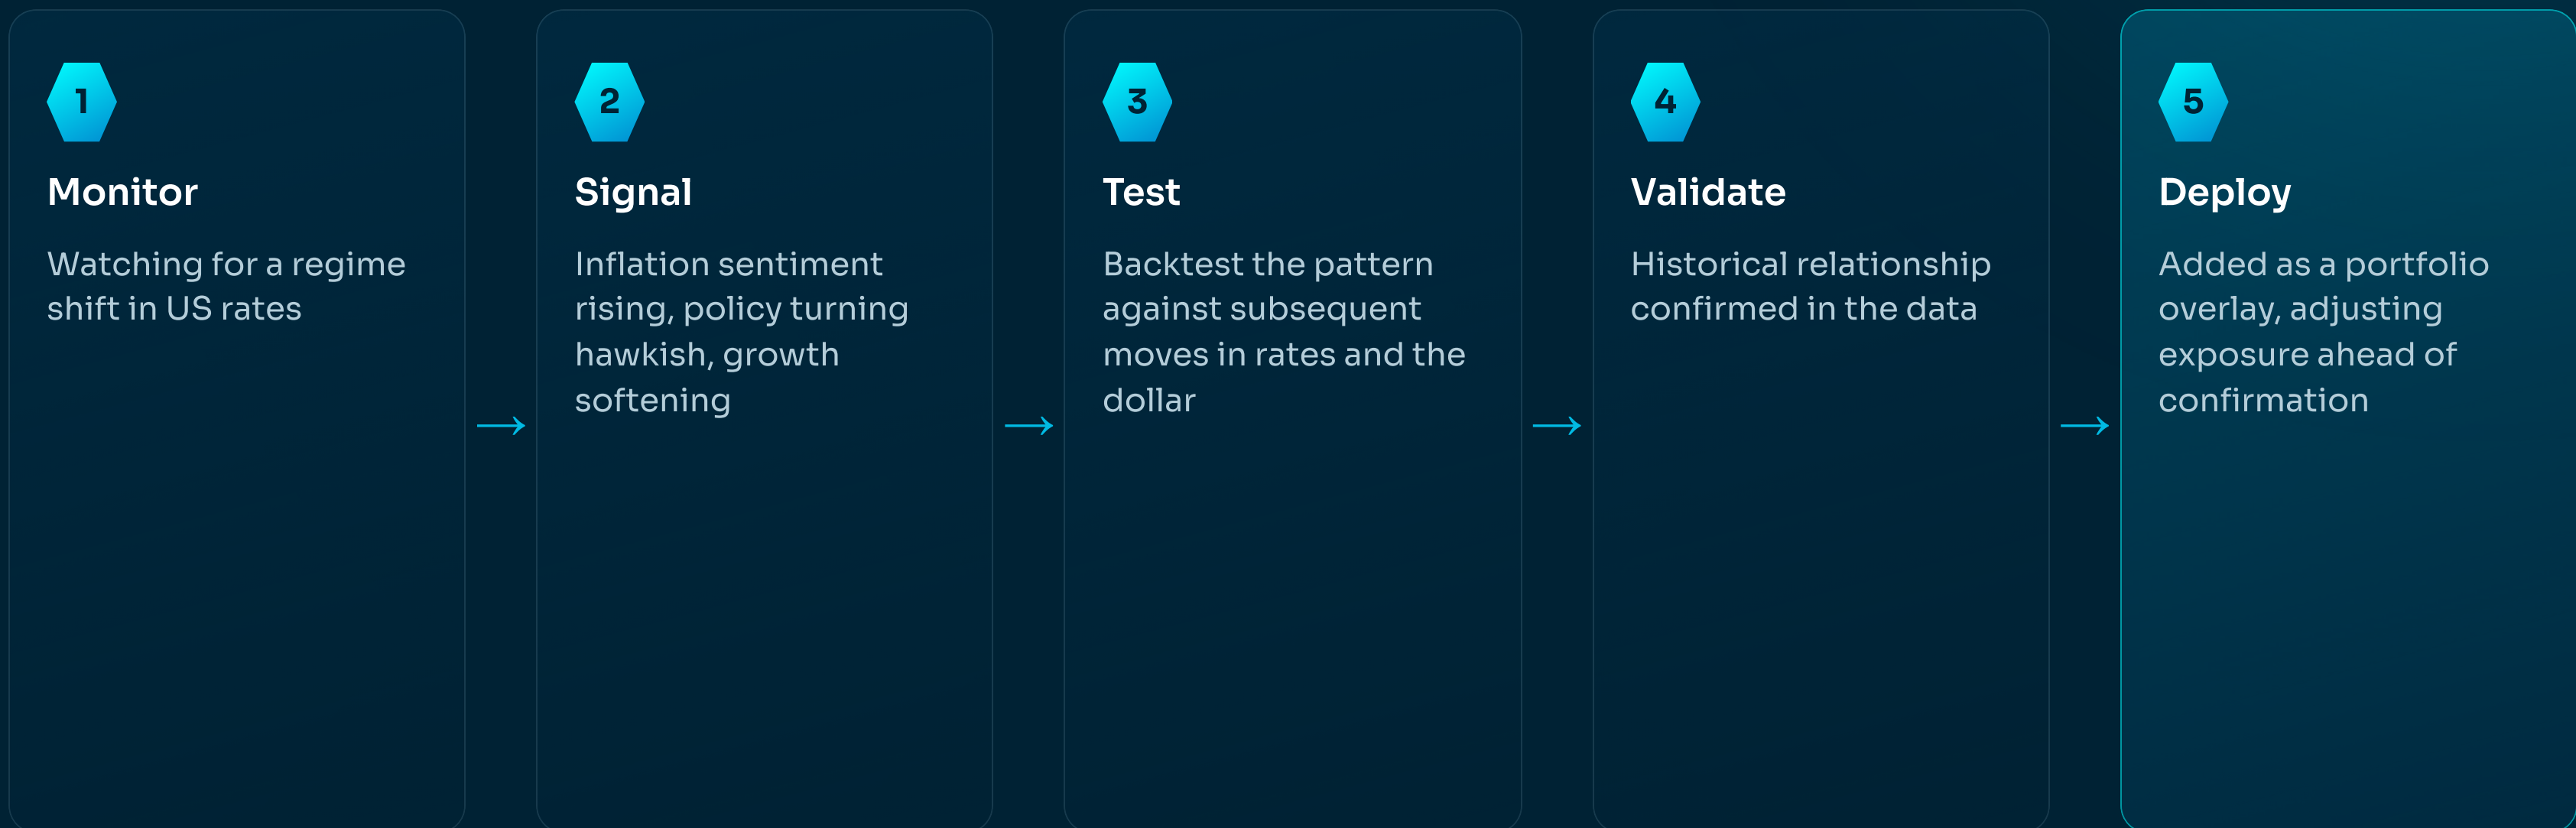 1
Monitor
Watching for a regime
shift in US rates
→
2
Signal
Inflation sentiment
rising, policy turning
hawkish, growth
softening
→
3
Test
Backtest the pattern
against subsequent
moves in rates and the
dollar
→
4
Validate
Historical relationship
confirmed in the data
→
5
Deploy
Added as a portfolio
overlay, adjusting
exposure ahead of
confirmation